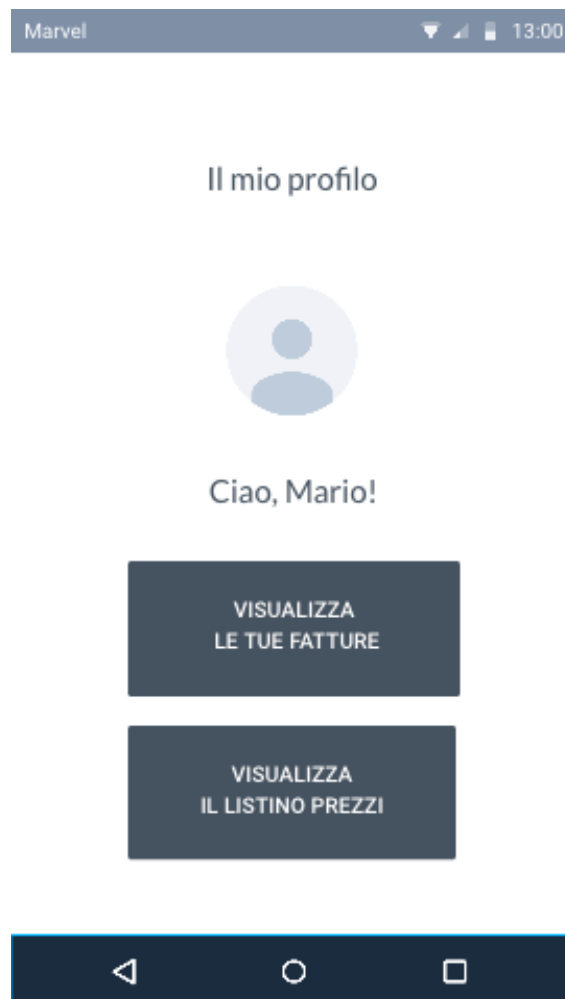 Marvel 13:00
Il mio profilo
Ciao, Mario!
VISUALIZZA
LE TUE FATTURE
VISUALIZZA
IL LISTINO PREZZI